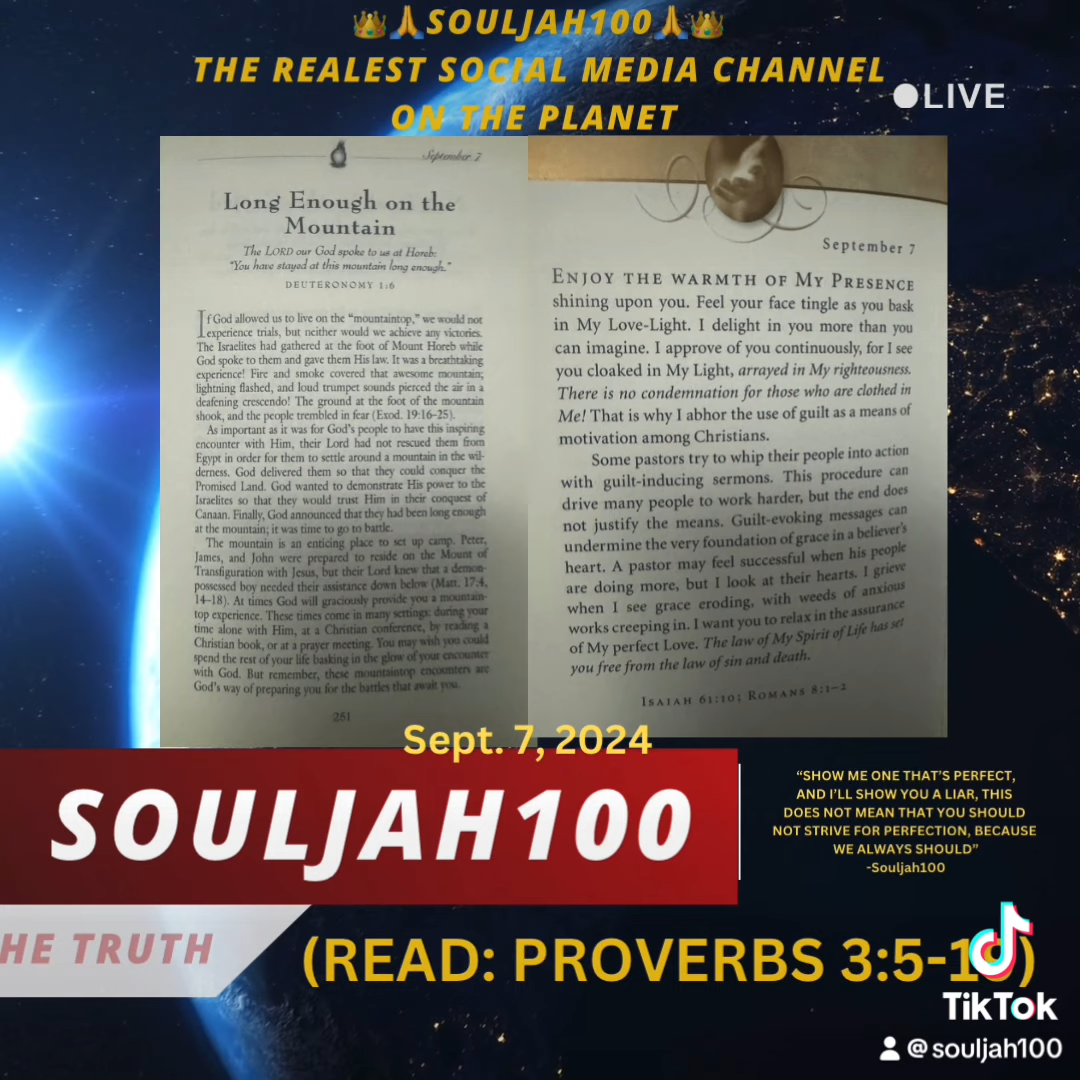 👑🙏SOULJAH100🙏👑
THE REALEST SOCIAL MEDIA CHANNEL
ON THE PLANET
LIVE
September 7
Long Enough on the
Mountain
The LORD our God spoke to us at Horeb:
"You have stayed at this mountain long enough."
DEUTERONOMY 1:6
If God allowed us to live on the "mountaintop," we would not
experience trials, but neither would we achieve any victories.
The Israelites had gathered at the foot of Mount Horeb while
God spoke to them and gave them His law. It was a breathtaking
experience! Fire and smoke covered that awesome mountain;
lightning flashed, and loud trumpet sounds pierced the air in a
deafening crescendo! The ground at the foot of the mountain
shook, and the people trembled in fear (Exod. 19:16–25).
As important as it was for God's people to have this inspiring
encounter with Him, their Lord had not rescued them from
Egypt in order for them to settle around a mountain in the wil-
derness. God delivered them so that they could conquer the
Promised Land. God wanted to demonstrate His power to the
Israelites so that they would trust Him in their conquest of
Canaan. Finally, God announced that they had been long enough
at the mountain; it was time to go to battle.
The mountain is an enticing place to set up camp. Peter,
James, and John were prepared to reside on the Mount of
Transfiguration with Jesus, but their Lord knew that a demon-
possessed boy needed their assistance down below (Matt. 17:4,
14–18). At times God will graciously provide you a mountain-
top experience. These times come in many settings: during your
time alone with Him, at a Christian conference, by reading a
Christian book, or at a prayer meeting. You may wish you could
spend the rest of your life basking in the glow of your encounter
with God. But remember, these mountaintop encounters are
God's way of preparing you for the battles that await you.
251
September 7
ENJOY THE WARMTH OF MY PRESENCE
shining upon you. Feel your face tingle as you bask
in My Love-Light. I delight in you more than you
can imagine. I approve of you continuously, for I see
you cloaked in My Light, arrayed in My righteousness.
There is no condemnation for those who are clothed in
Me! That is why I abhor the use of guilt as a means of
motivation among Christians.
Some pastors try to whip their people into action
with guilt-inducing sermons. This procedure can
drive many people to work harder, but the end does
not justify the means. Guilt-evoking messages can
undermine the very foundation of grace in a believer's
heart. A pastor may feel successful when his people
are doing more, but I look at their hearts. I grieve
when I see grace eroding, with weeds of anxious
works creeping in. I want you to relax in the assurance
of My perfect Love. The law of My Spirit of Life has set
you free from the law of sin and death.
ISAIAH 61:10; ROMANS 8:1–2
Sept. 7, 2024
SOULJAH100
HE TRUTH
"SHOW ME ONE THAT'S PERFECT,
AND I'LL SHOW YOU A LIAR, THIS
DOES NOT MEAN THAT YOU SHOULD
NOT STRIVE FOR PERFECTION, BECAUSE
WE ALWAYS SHOULD"
-Souljah100
(READ: PROVERBS 3:5-1 )
TikTok
@souljah100